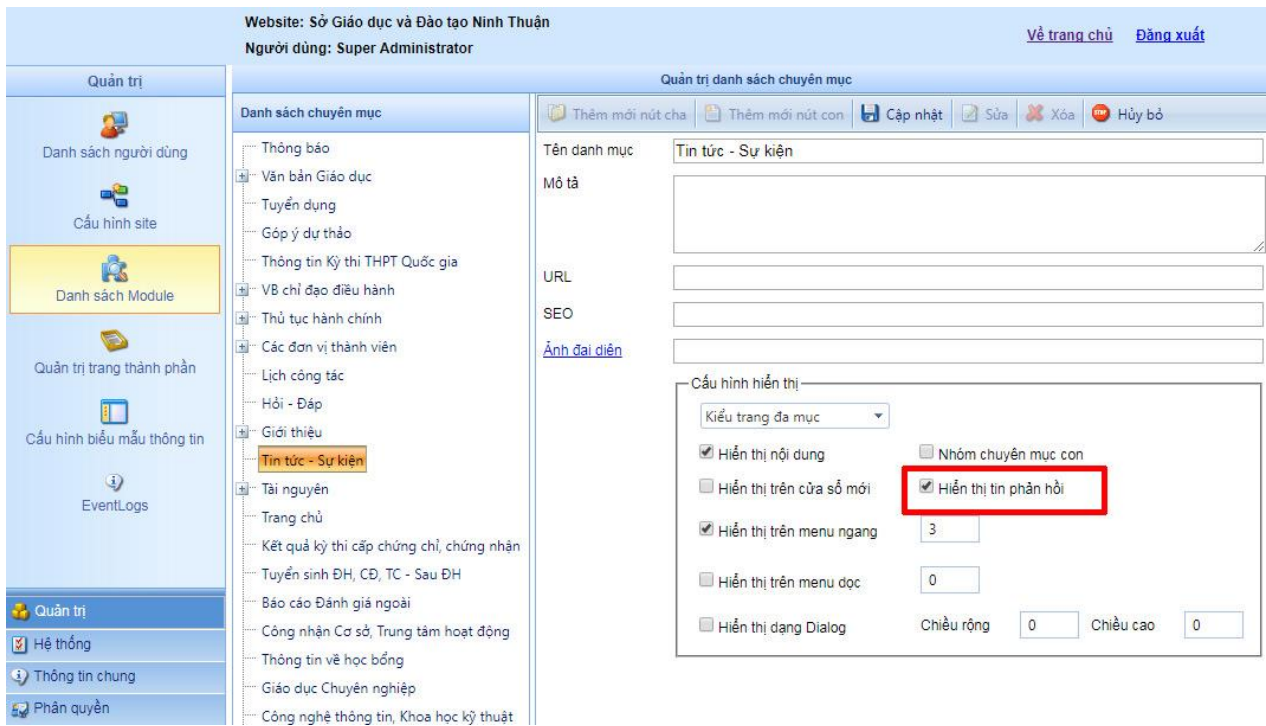 Website: Sở Giáo dục và Đào tạo Ninh Thuận
Người dùng: Super Administrator
Về trang chủ Đăng xuất
Quản trị
Danh sách người dùng
Cấu hình site
Danh sách Module
Quản trị trang thành phần
Cấu hình biểu mẫu thông tin
EventLogs
Quản trị
Hệ thống
Thông tin chung
Phân quyền
Quản trị danh sách chuyên mục
Danh sách chuyên mục
Thông báo
Văn bản Giáo dục
Tuyển dụng
Góp ý dự thảo
Thông tin Kỳ thi THPT Quốc gia
VB chỉ đạo điều hành
Thủ tục hành chính
Các đơn vị thành viên
Lịch công tác
Hỏi - Đáp
Giới thiệu
Tin tức - Sự kiện
Tài nguyên
Trang chủ
Kết quả kỳ thi cấp chứng chỉ, chứng nhận
Tuyển sinh ĐH, CĐ, TC - Sau ĐH
Báo cáo Đánh giá ngoài
Công nhận Cơ sở, Trung tâm hoạt động
Thông tin về học bổng
Giáo dục Chuyên nghiệp
Công nghệ thông tin, Khoa học kỹ thuật
Thêm mới nút cha Thêm mới nút con Cập nhật Sửa Xóa Hủy bỏ
Tên danh mục Tin tức - Sự kiện
Mô tả
URL
SEO
Ảnh đại diện
Cấu hình hiển thị
Kiểu trang đa mục
Hiển thị nội dung Nhóm chuyên mục con
Hiển thị trên cửa sổ mới Hiển thị tin phản hồi
Hiển thị trên menu ngang 3
Hiển thị trên menu dọc 0
Hiển thị dạng Dialog Chiều rộng 0 Chiều cao 0